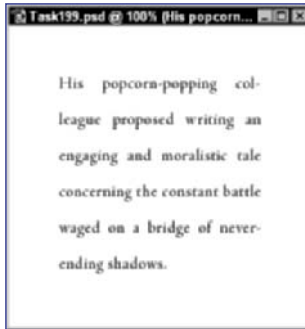 Task199.psd @ 100% (His popcorn...
His popcorn-popping col-
league proposed writing an
engaging and moralistic tale
concerning the constant battle
waged on a bridge of never-
ending shadows.